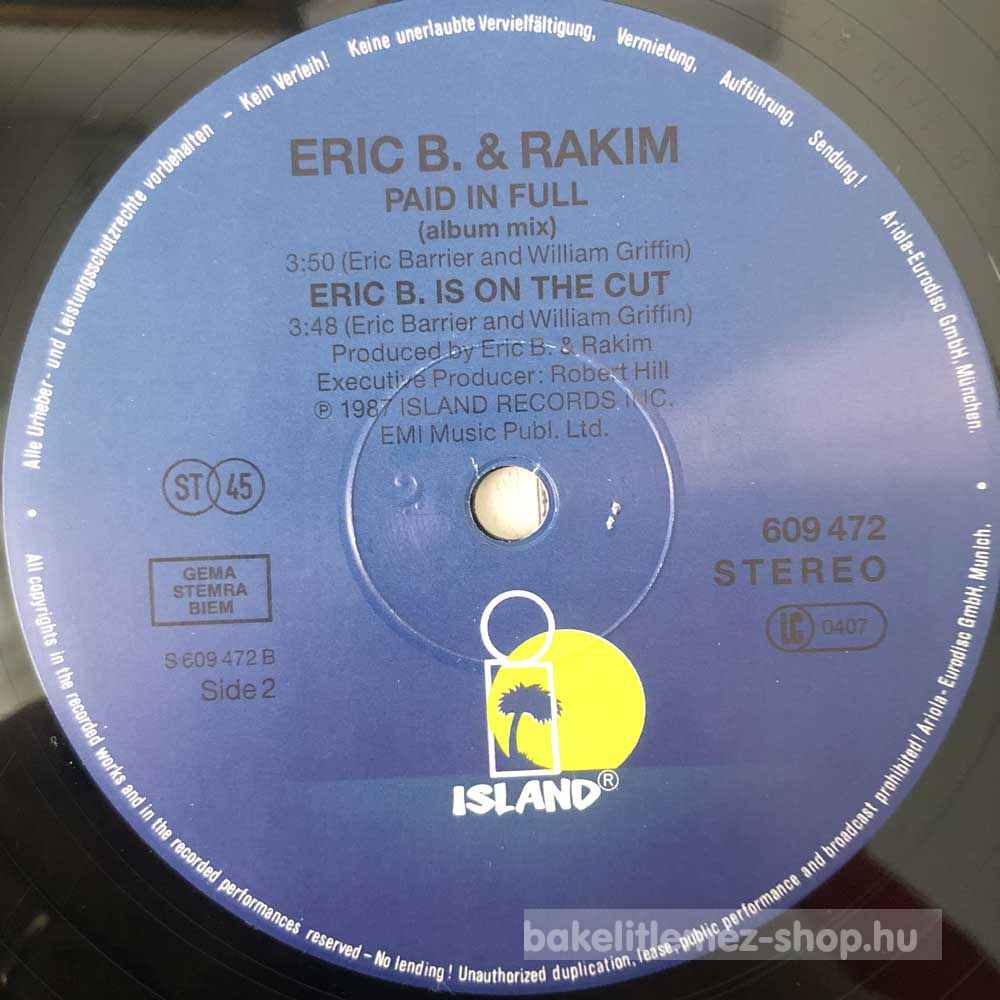 Alle Urheber- und Leistungsschutzrechte vorbehalten - Kein Verleih! Keine unerlaubte Vervielfältigung, Vermietung, Aufführung, Sendung!
Ariola-Eurodisc GmbH, München.
ERIC B. & RAKIM
PAID IN FULL
(album mix)
3:50 (Eric Barrier and William Griffin)
ERIC B. IS ON THE CUT
3:48 (Eric Barrier and William Griffin)
Produced by Eric B. & Rakim
Executive Producer: Robert Hill
℗ 1987 ISLAND RECORDS INC.
EMI Music Publ. Ltd.
ST 45
GEMA
STEMRA
BIEM
S 609 472 B
Side 2
2
609 472
STEREO
LC 0407
ISLAND®
All copyrights in the recorded works and in the recorded performances reserved - No lending! Unauthorized duplication, lease, public performance and broadcast prohibited! Ariola-Eurodisc GmbH, Munich.
bakelitlemez-shop.hu